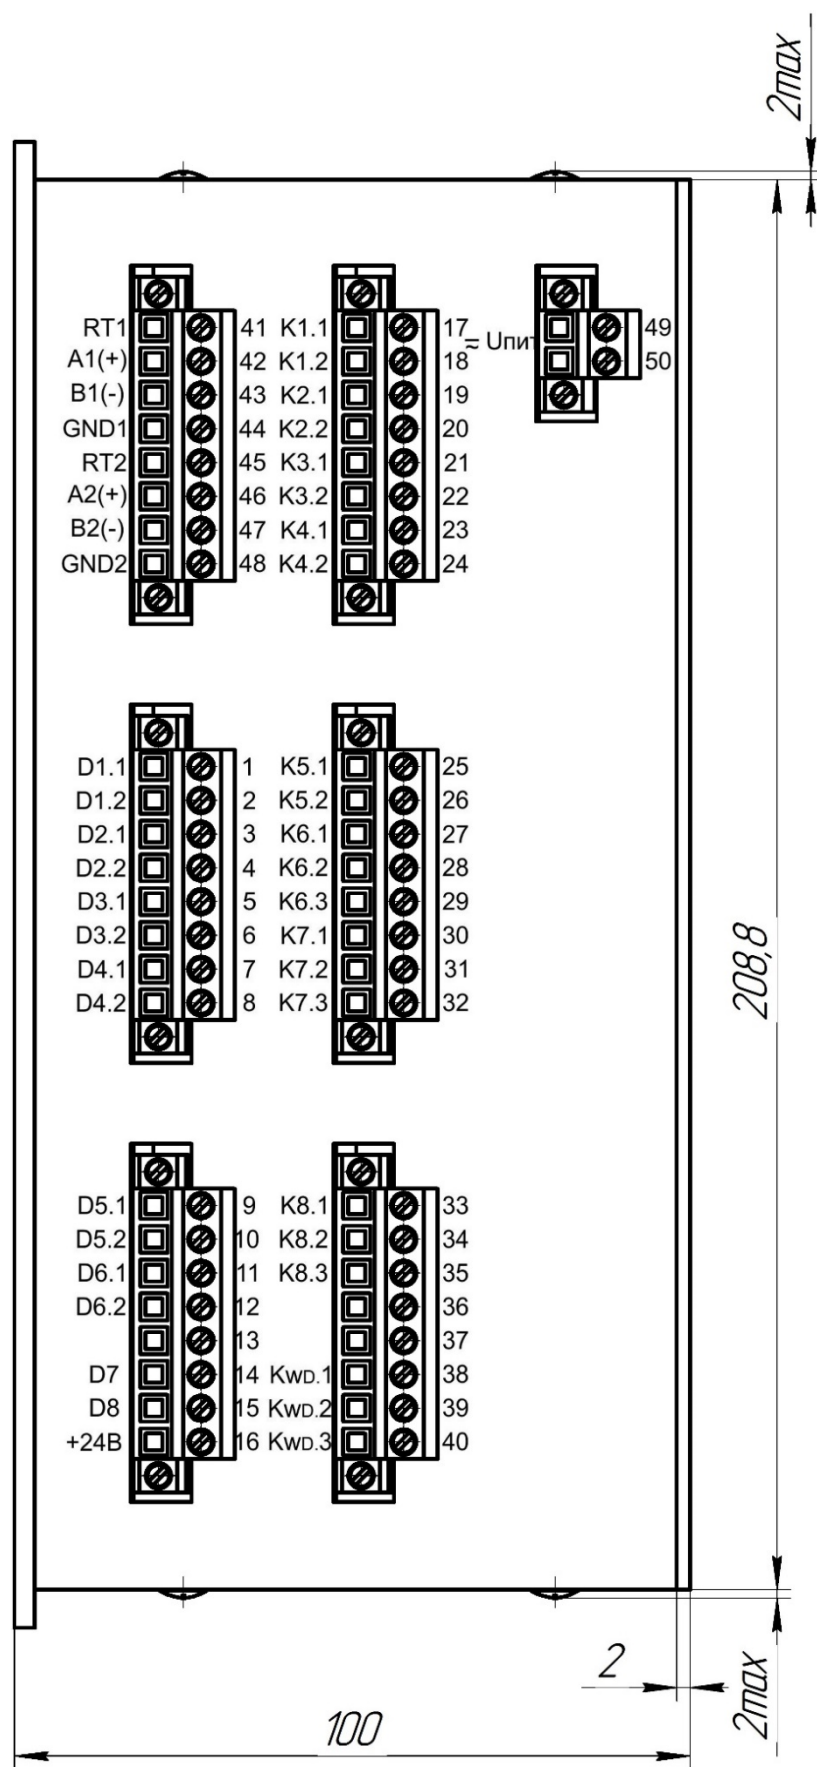 2max
RT1 41 K1.1 17 ≂ Uпит 49
A1(+) 42 K1.2 18 50
B1(-) 43 K2.1 19
GND1 44 K2.2 20
RT2 45 K3.1 21
A2(+) 46 K3.2 22
B2(-) 47 K4.1 23
GND2 48 K4.2 24
D1.1 1 K5.1 25
D1.2 2 K5.2 26
D2.1 3 K6.1 27
D2.2 4 K6.2 28
D3.1 5 K6.3 29
D3.2 6 K7.1 30
D4.1 7 K7.2 31
D4.2 8 K7.3 32
208,8
D5.1 9 K8.1 33
D5.2 10 K8.2 34
D6.1 11 K8.3 35
D6.2 12 36
13 37
D7 14 KWD.1 38
D8 15 KWD.2 39
+24В 16 KWD.3 40
2
2max
100